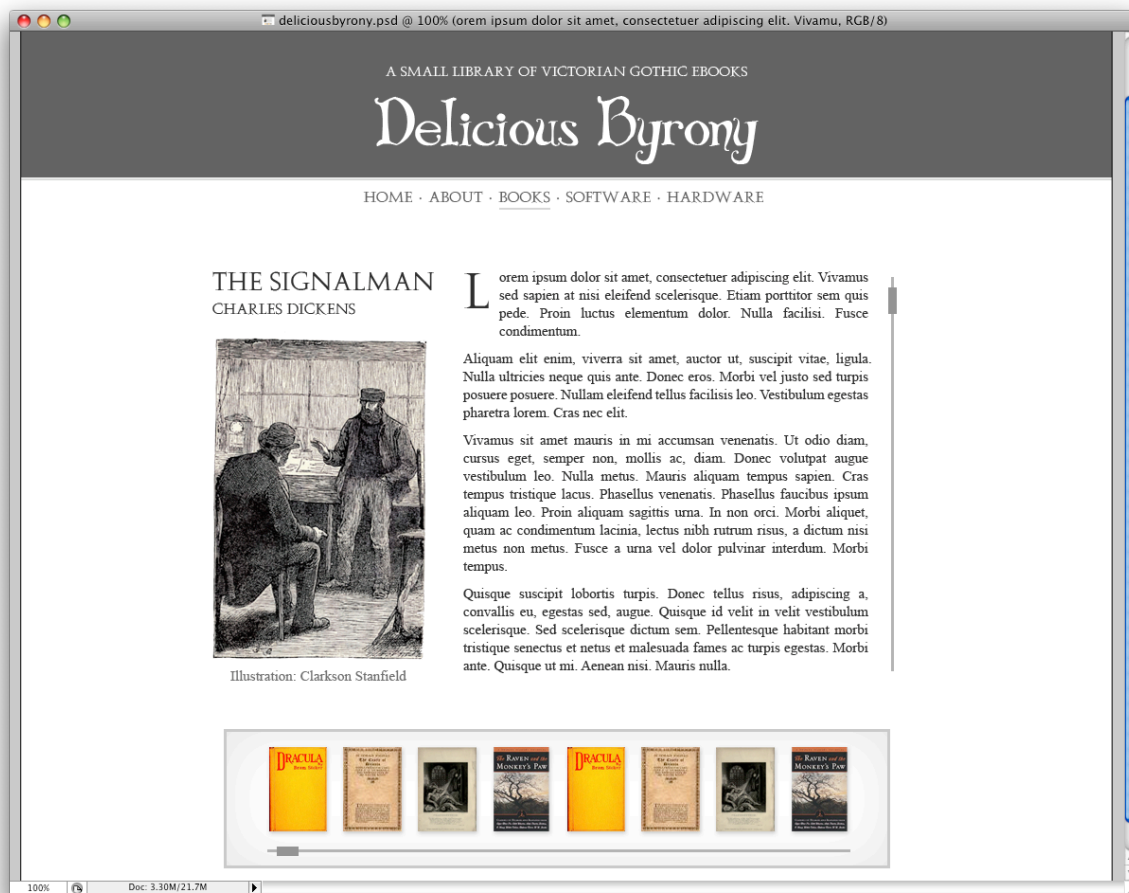 deliciousbyrony.psd @ 100% (orem ipsum dolor sit amet, consectetuer adipiscing elit. Vivamu, RGB/8)
A SMALL LIBRARY OF VICTORIAN GOTHIC EBOOKS
Delicious Byrony
HOME · ABOUT · BOOKS · SOFTWARE · HARDWARE
THE SIGNALMAN
CHARLES DICKENS
Illustration: Clarkson Stanfield
L orem ipsum dolor sit amet, consectetuer adipiscing elit. Vivamus
sed sapien at nisi eleifend scelerisque. Etiam porttitor sem quis
pede. Proin luctus elementum dolor. Nulla facilisi. Fusce
condimentum.
Aliquam elit enim, viverra sit amet, auctor ut, suscipit vitae, ligula.
Nulla ultricies neque quis ante. Donec eros. Morbi vel justo sed turpis
posuere posuere. Nullam eleifend tellus facilisis leo. Vestibulum egestas
pharetra lorem. Cras nec elit.
Vivamus sit amet mauris in mi accumsan venenatis. Ut odio diam,
cursus eget, semper non, mollis ac, diam. Donec volutpat augue
vestibulum leo. Nulla metus. Mauris aliquam tempus sapien. Cras
tempus tristique lacus. Phasellus venenatis. Phasellus faucibus ipsum
aliquam leo. Proin aliquam sagittis urna. In non orci. Morbi aliquet,
quam ac condimentum lacinia, lectus nibh rutrum risus, a dictum nisi
metus non metus. Fusce a urna vel dolor pulvinar interdum. Morbi
tempus.
Quisque suscipit lobortis turpis. Donec tellus risus, adipiscing a,
convallis eu, egestas sed, augue. Quisque id velit in velit vestibulum
scelerisque. Sed scelerisque dictum sem. Pellentesque habitant morbi
tristique senectus et netus et malesuada fames ac turpis egestas. Morbi
ante. Quisque ut mi. Aenean nisi. Mauris nulla.
DRACULA
Bram Stoker
The RAVEN and the
MONKEY'S PAW
DRACULA
Bram Stoker
The RAVEN and the
MONKEY'S PAW
100%
Doc: 3.30M/21.7M